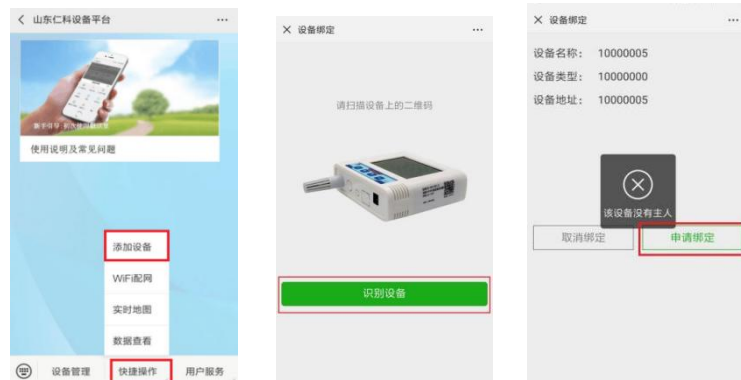 山东仁科设备平台
使用说明及常见问题
添加设备
WiFi配网
实时地图
数据查看
设备管理
快捷操作
用户服务
设备绑定
请扫描设备上的二维码
识别设备
设备绑定
设备名称： 10000005
设备类型： 10000000
设备地址： 10000005
该设备没有主人
取消绑定
申请绑定